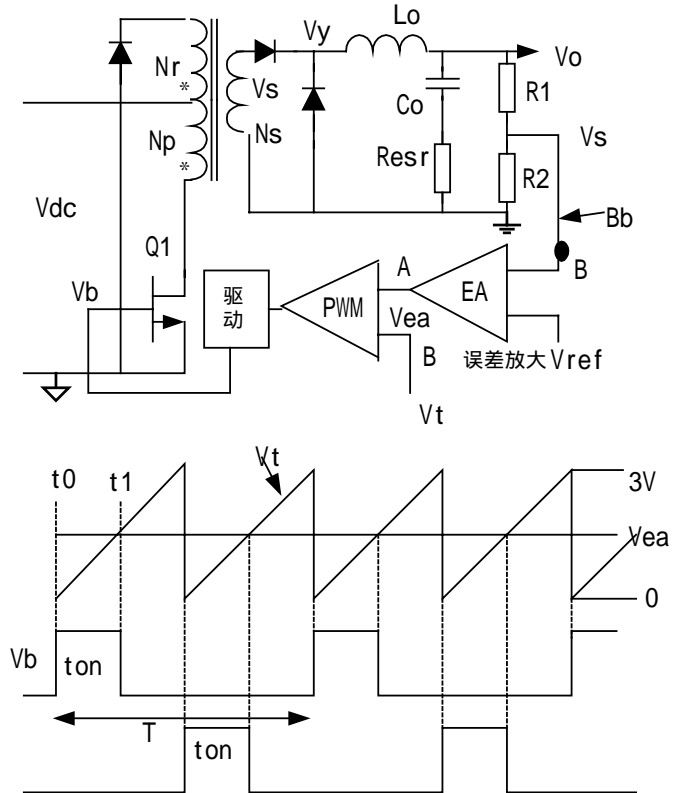 Lo
Vy
Vo
Nr
*
Vs
Co
R1
Np
*
Ns
Vs
Resr
R2
Vdc
Bb
Q1
A
B
Vb
驱
动
PWM
EA
Vea
B
误差放大 Vref
Vt
Vt
t0
t1
3V
Vea
0
Vb
ton
T
ton